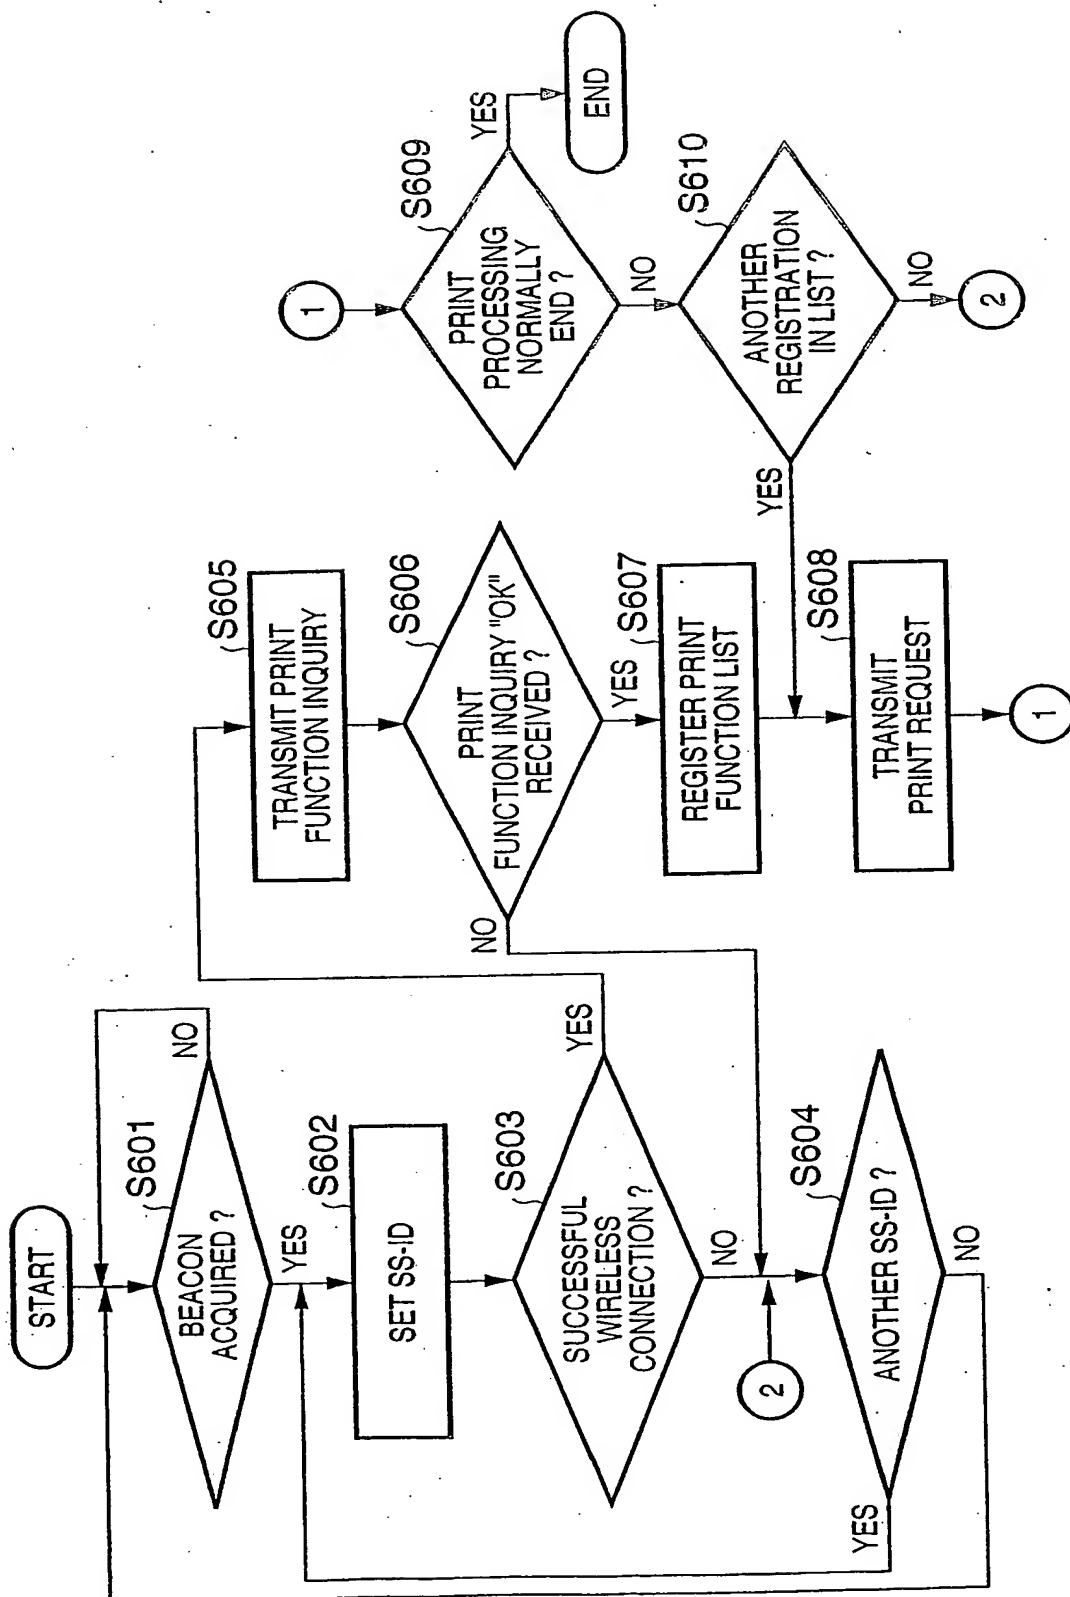 START
S601
BEACON
ACQUIRED ?
NO
YES
S602
SET SS-ID
S603
SUCCESSFUL
WIRELESS
CONNECTION ?
YES
NO
2
S604
ANOTHER SS-ID ?
YES
NO
S605
TRANSMIT PRINT
FUNCTION INQUIRY
S606
PRINT
FUNCTION INQUIRY "OK"
RECEIVED ?
NO
YES
S607
REGISTER PRINT
FUNCTION LIST
S608
TRANSMIT
PRINT REQUEST
1
1
S609
PRINT
PROCESSING
NORMALLY
END ?
YES
END
NO
S610
ANOTHER
REGISTRATION
IN LIST ?
YES
NO
2